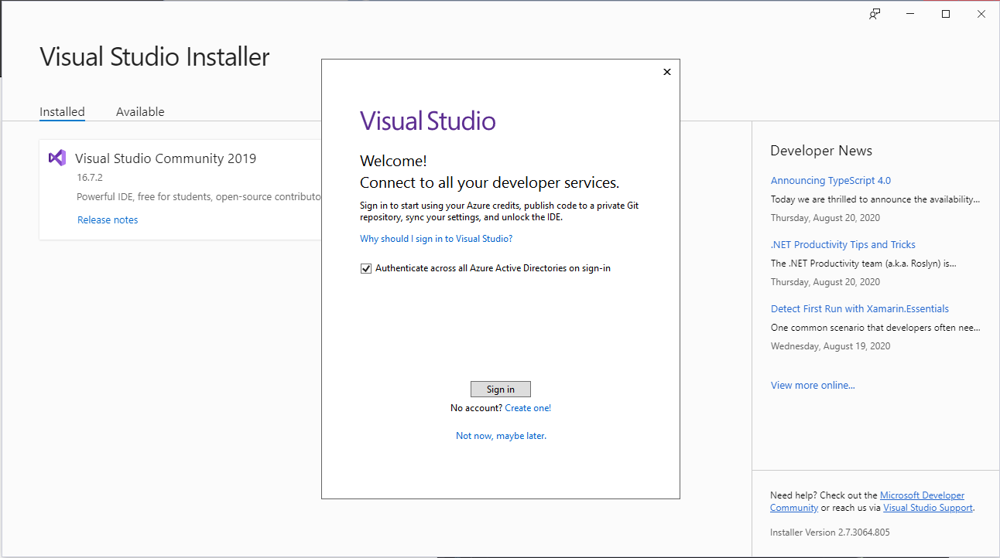 Visual Studio Installer
Installed
Available
Visual Studio Community 2019
16.7.2
Powerful IDE, free for students, open-source contributo
Release notes
Visual Studio
Welcome!
Connect to all your developer services.
Sign in to start using your Azure credits, publish code to a private Git
repository, sync your settings, and unlock the IDE.
Why should I sign in to Visual Studio?
Authenticate across all Azure Active Directories on sign-in
Sign in
No account? Create one!
Not now, maybe later.
Developer News
Announcing TypeScript 4.0
Today we are thrilled to announce the availability...
Thursday, August 20, 2020
.NET Productivity Tips and Tricks
The .NET Productivity team (a.k.a. Roslyn) is...
Thursday, August 20, 2020
Detect First Run with Xamarin.Essentials
One common scenario that developers often nee...
Wednesday, August 19, 2020
View more online...
Need help? Check out the Microsoft Developer
Community or reach us via Visual Studio Support.
Installer Version 2.7.3064.805